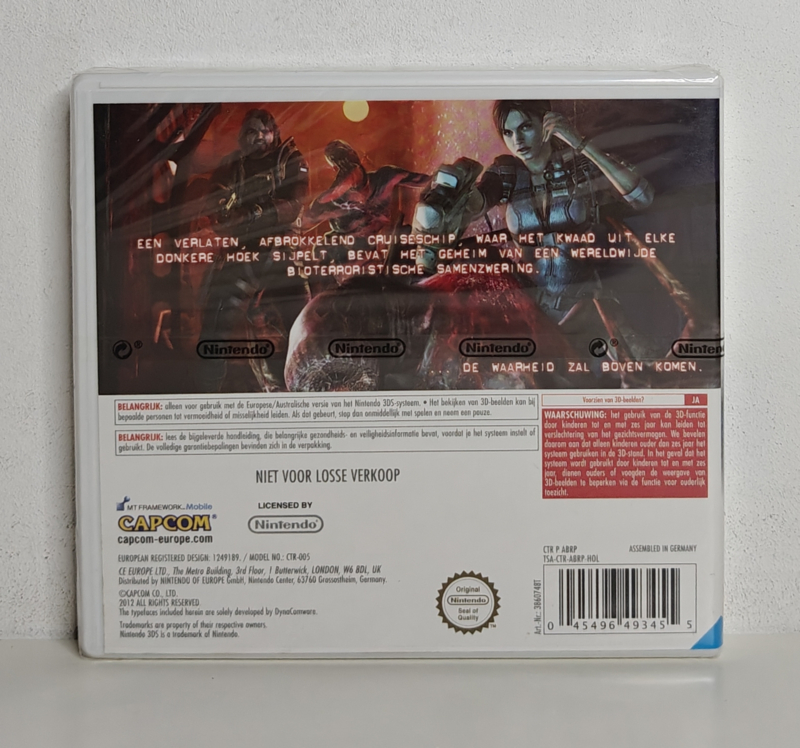 EEN VERLATEN, AFBROKKELEND CRUISESCHIP, WAAR HET KWAAD UIT ELKE
DONKERE HOEK SIJPELT, BEVAT HET GEHEIM VAN EEN WERELDWIJDE
BIOTERRORISTISCHE SAMENZWERING.
® Nintendo® Nintendo® Nintendo® ® Ninten
... DE WAARHEID ZAL BOVEN KOMEN.
BELANGRIJK: alleen voor gebruik met de Europese/Australische versie van het Nintendo 3DS-systeem. • Het bekijken van 3D-beelden kan bij
bepaalde personen tot vermoeidheid of misselijkheid leiden. Als dat gebeurt, stop dan onmiddellijk met spelen en neem een pauze.
BELANGRIJK: lees de bijgeleverde handleiding, die belangrijke gezondheids- en veiligheidsinformatie bevat, voordat je het systeem instelt of
gebruikt. De volledige garantiebepalingen bevinden zich in de verpakking.
Voorzien van 3D-beelden? JA
WAARSCHUWING: het gebruik van de 3D-functie
door kinderen tot en met zes jaar kan leiden tot
verslechtering van het gezichtsvermogen. We bevelen
daarom aan dat alleen kinderen ouder dan zes jaar het
systeem gebruiken in de 3D-stand. In het geval dat het
systeem wordt gebruikt door kinderen tot en met zes
jaar, dienen ouders of voogden de weergave van
3D-beelden te beperken via de functie voor ouderlijk
toezicht.
NIET VOOR LOSSE VERKOOP
MT FRAMEWORK Mobile
CAPCOM®
capcom-europe.com
LICENSED BY
Nintendo®
EUROPEAN REGISTERED DESIGN: 1249189. / MODEL NO.: CTR-005
CE EUROPE LTD., The Metro Building, 3rd Floor, 1 Butterwick, LONDON, W6 8DL, UK
Distributed by NINTENDO OF EUROPE GmbH, Nintendo Center, 63760 Grossostheim, Germany.
©CAPCOM CO., LTD.
2012 ALL RIGHTS RESERVED.
The typefaces included herein are solely developed by DynaComware.
Trademarks are property of their respective owners.
Nintendo 3DS is a trademark of Nintendo.
Original
Nintendo
Seal of
Quality
TM
CTR P ABRP
TSA-CTR-ABRP-HOL
ASSEMBLED IN GERMANY
Art.-Nr.: 3860748T
0 45496 49345 5